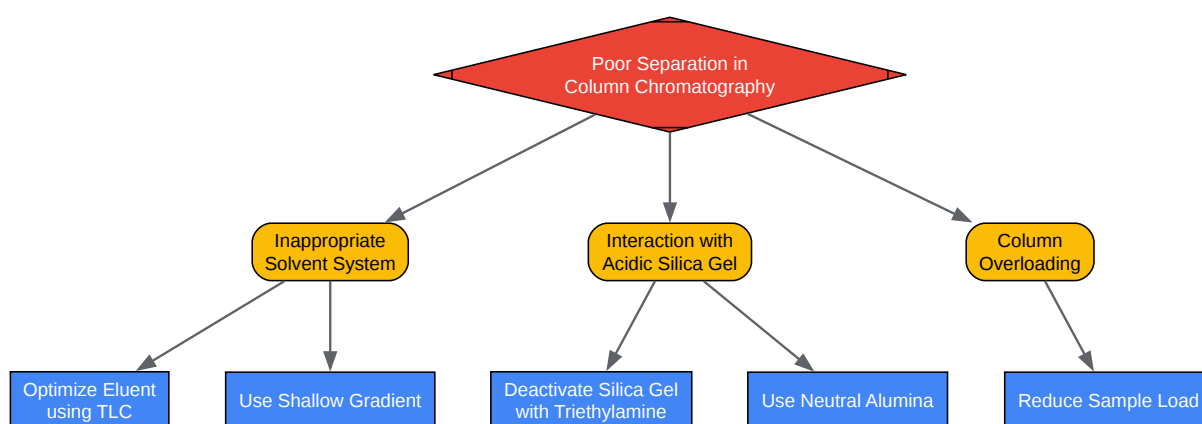 Poor Separation in
Column Chromatography
Inappropriate
Solvent System
Interaction with
Acidic Silica Gel
Column
Overloading
Optimize Eluent
using TLC
Use Shallow Gradient
Deactivate Silica Gel
with Triethylamine
Use Neutral Alumina
Reduce Sample Load